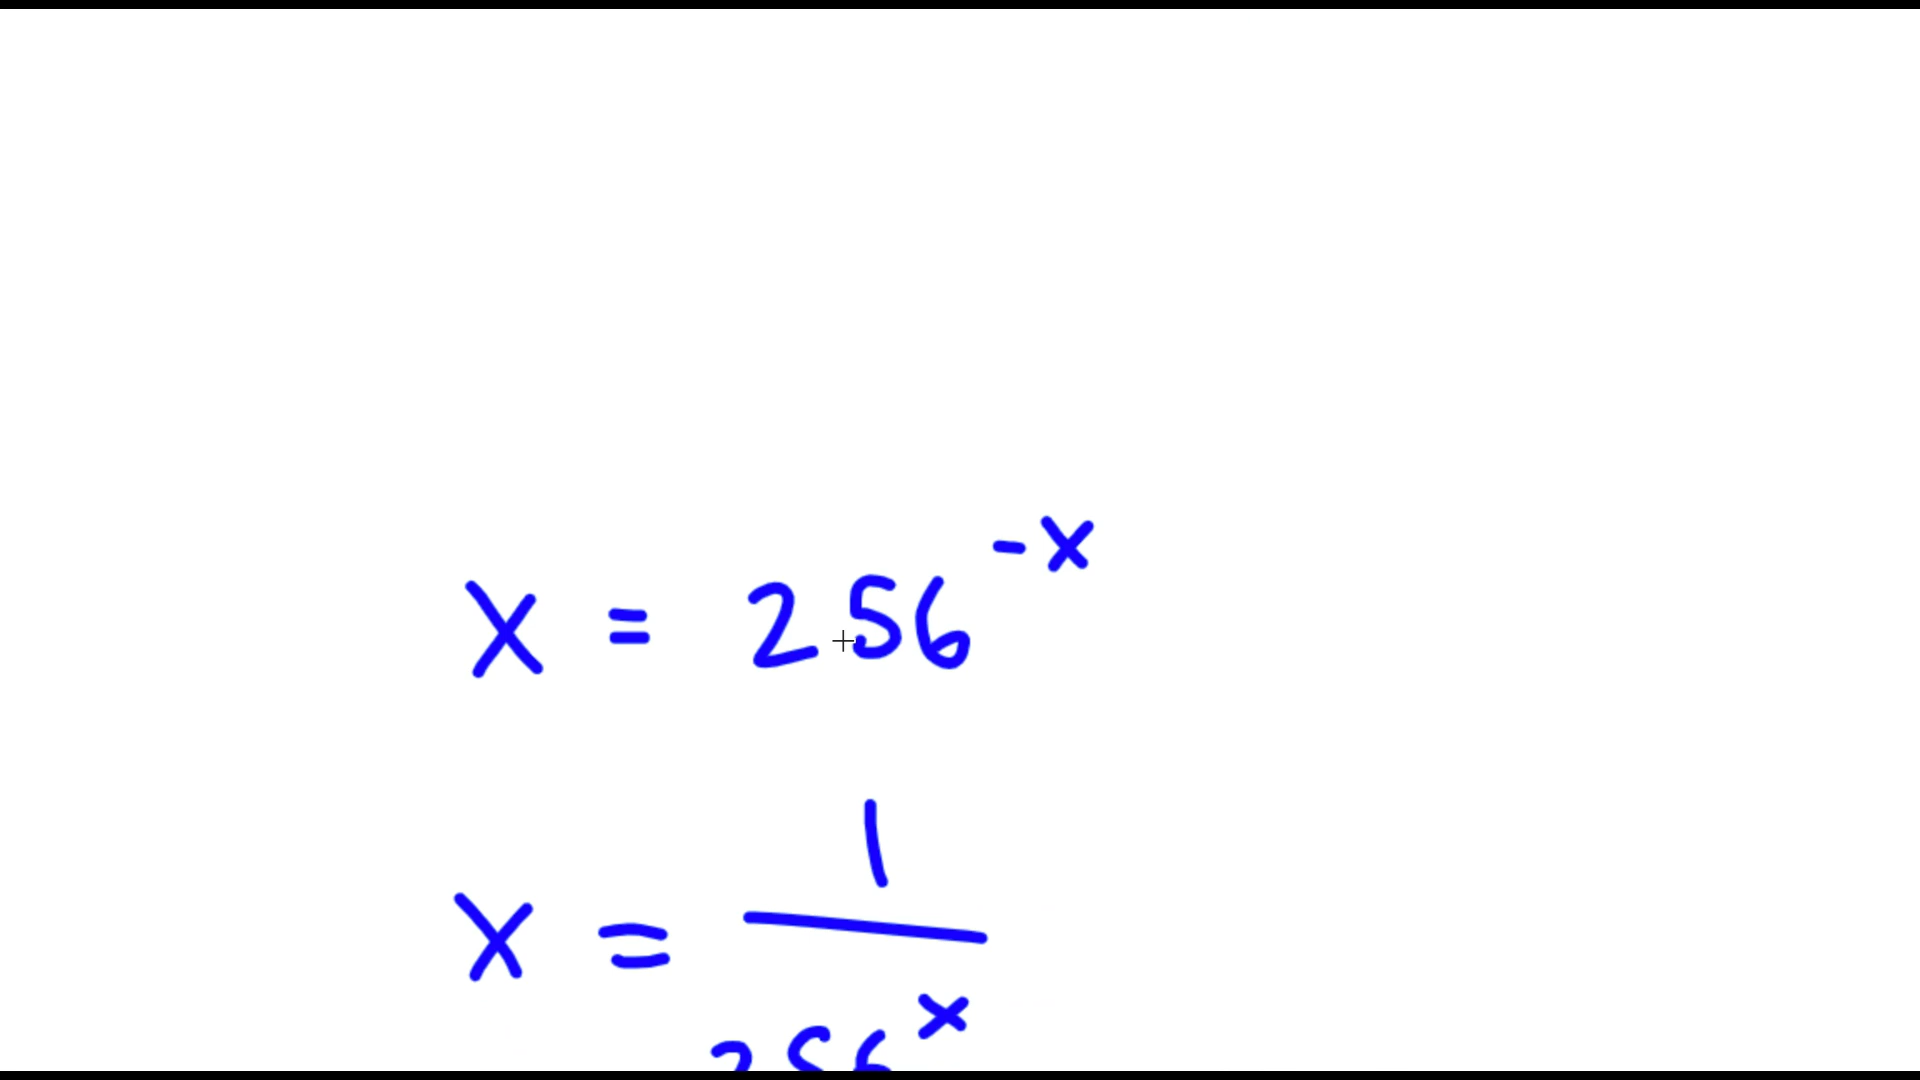 x = 256^-x
x = 1
256^x